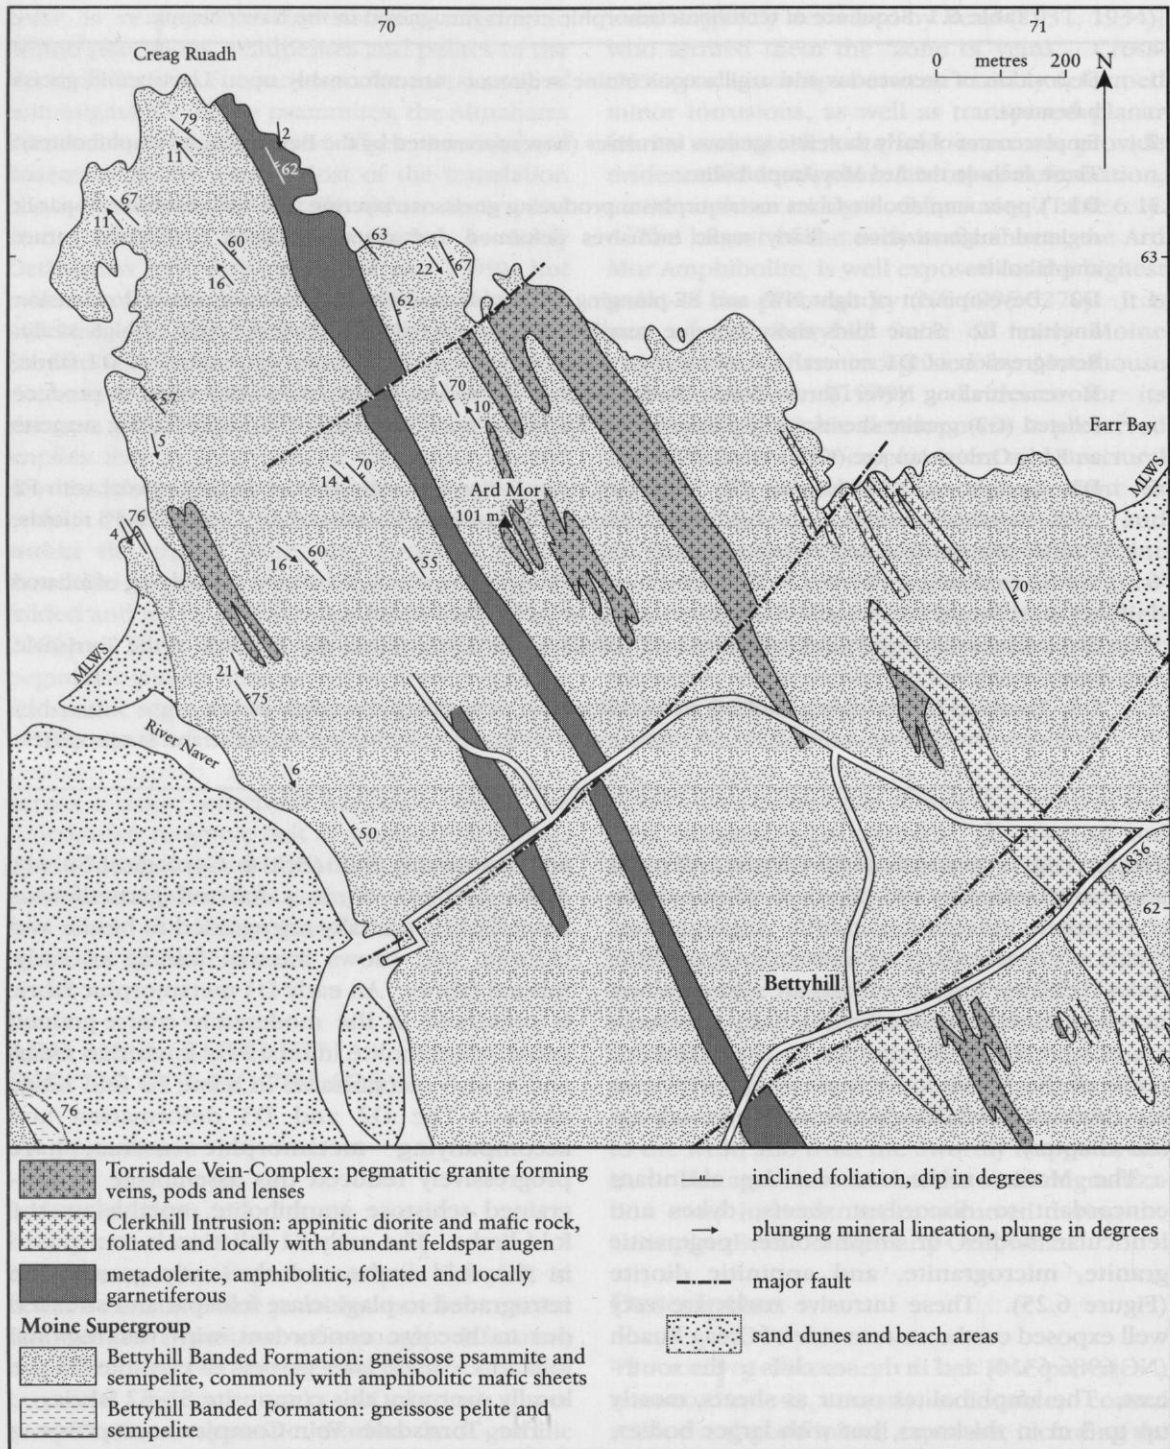 70
71
Creag Ruadh
0 metres 200
N
79
11
2
62
67
11
63
60
16
22
67
63
62
70
10
57
5
Farr Bay
MLWS
70
14
Ard Mor
101 m
76
4
60
16
55
70
MLWS
21
75
River Naver
6
50
A836
62
Bettyhill
76
Torrisdale Vein-Complex: pegmatitic granite forming
veins, pods and lenses
Clerkhill Intrusion: appinitic diorite and mafic rock,
foliated and locally with abundant feldspar augen
metadolerite, amphibolitic, foliated and locally
garnetiferous
Moine Supergroup
Bettyhill Banded Formation: gneissose psammite and
semipelite, commonly with amphibolitic mafic sheets
Bettyhill Banded Formation: gneissose pelite and
semipelite
inclined foliation, dip in degrees
plunging mineral lineation, plunge in degrees
major fault
sand dunes and beach areas